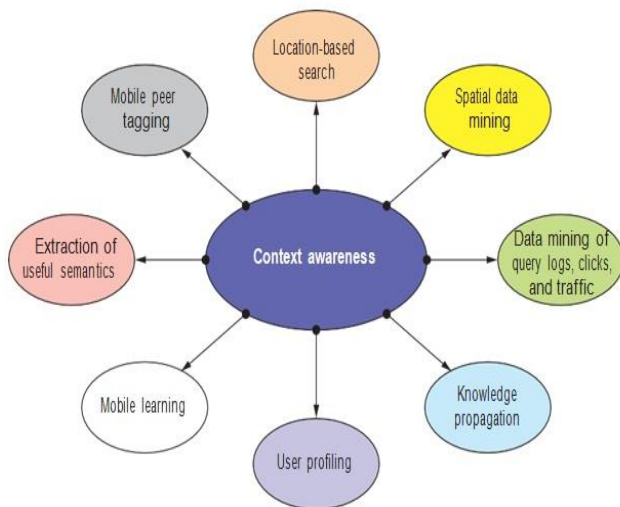 Location-based
search
Mobile peer
tagging
Spatial data
mining
Extraction of
useful semantics
Context awareness
Data mining of
query logs, clicks,
and traffic
Mobile learning
Knowledge
propagation
User profiling